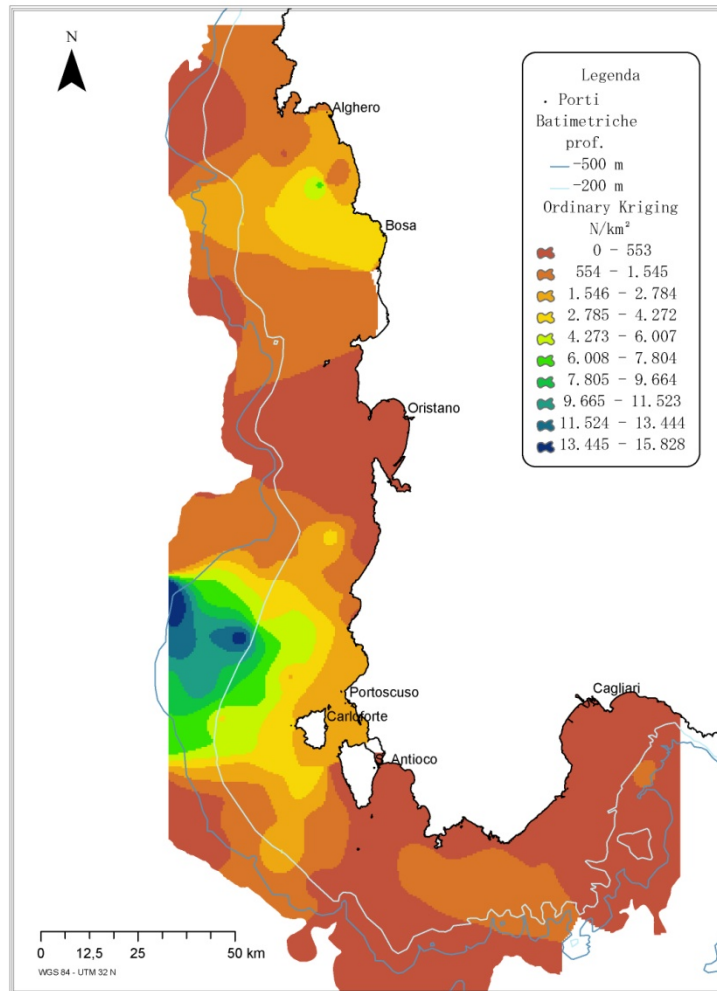 N
Alghero
Bosa
Oristano
Portoscuso
Carloforte
S. Antioco
Cagliari
Legenda
Porti
Batimetriche
prof.
-500 m
-200 m
Ordinary Kriging
N/km²
0 - 553
554 - 1.545
1.546 - 2.784
2.785 - 4.272
4.273 - 6.007
6.008 - 7.804
7.805 - 9.664
9.665 - 11.523
11.524 - 13.444
13.445 - 15.828
0 12,5 25 50 km
WGS 84 - UTM 32 N